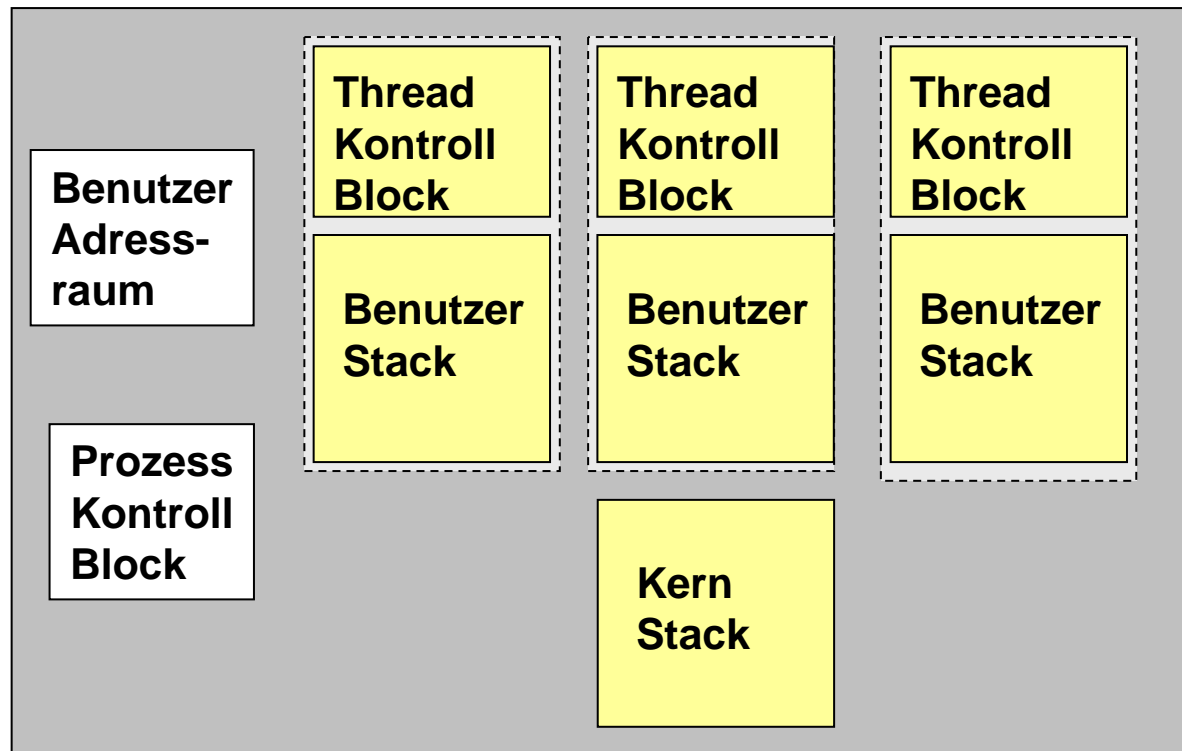 Thread
Kontroll
Block
Thread
Kontroll
Block
Thread
Kontroll
Block
Benutzer
Adress-
raum
Benutzer
Stack
Benutzer
Stack
Benutzer
Stack
Prozess
Kontroll
Block
Kern
Stack